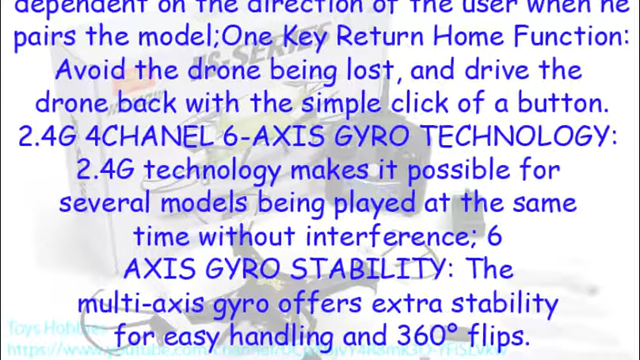 dependent on the direction of the user when he
pairs the model;One Key Return Home Function:
Avoid the drone being lost, and drive the
drone back with the simple click of a button.
2.4G 4CHANEL 6-AXIS GYRO TECHNOLOGY:
2.4G technology makes it possible for
several models being played at the same
time without interference; 6
AXIS GYRO STABILITY: The
multi-axis gyro offers extra stability
for easy handling and 360° flips.
Toys Hobbies